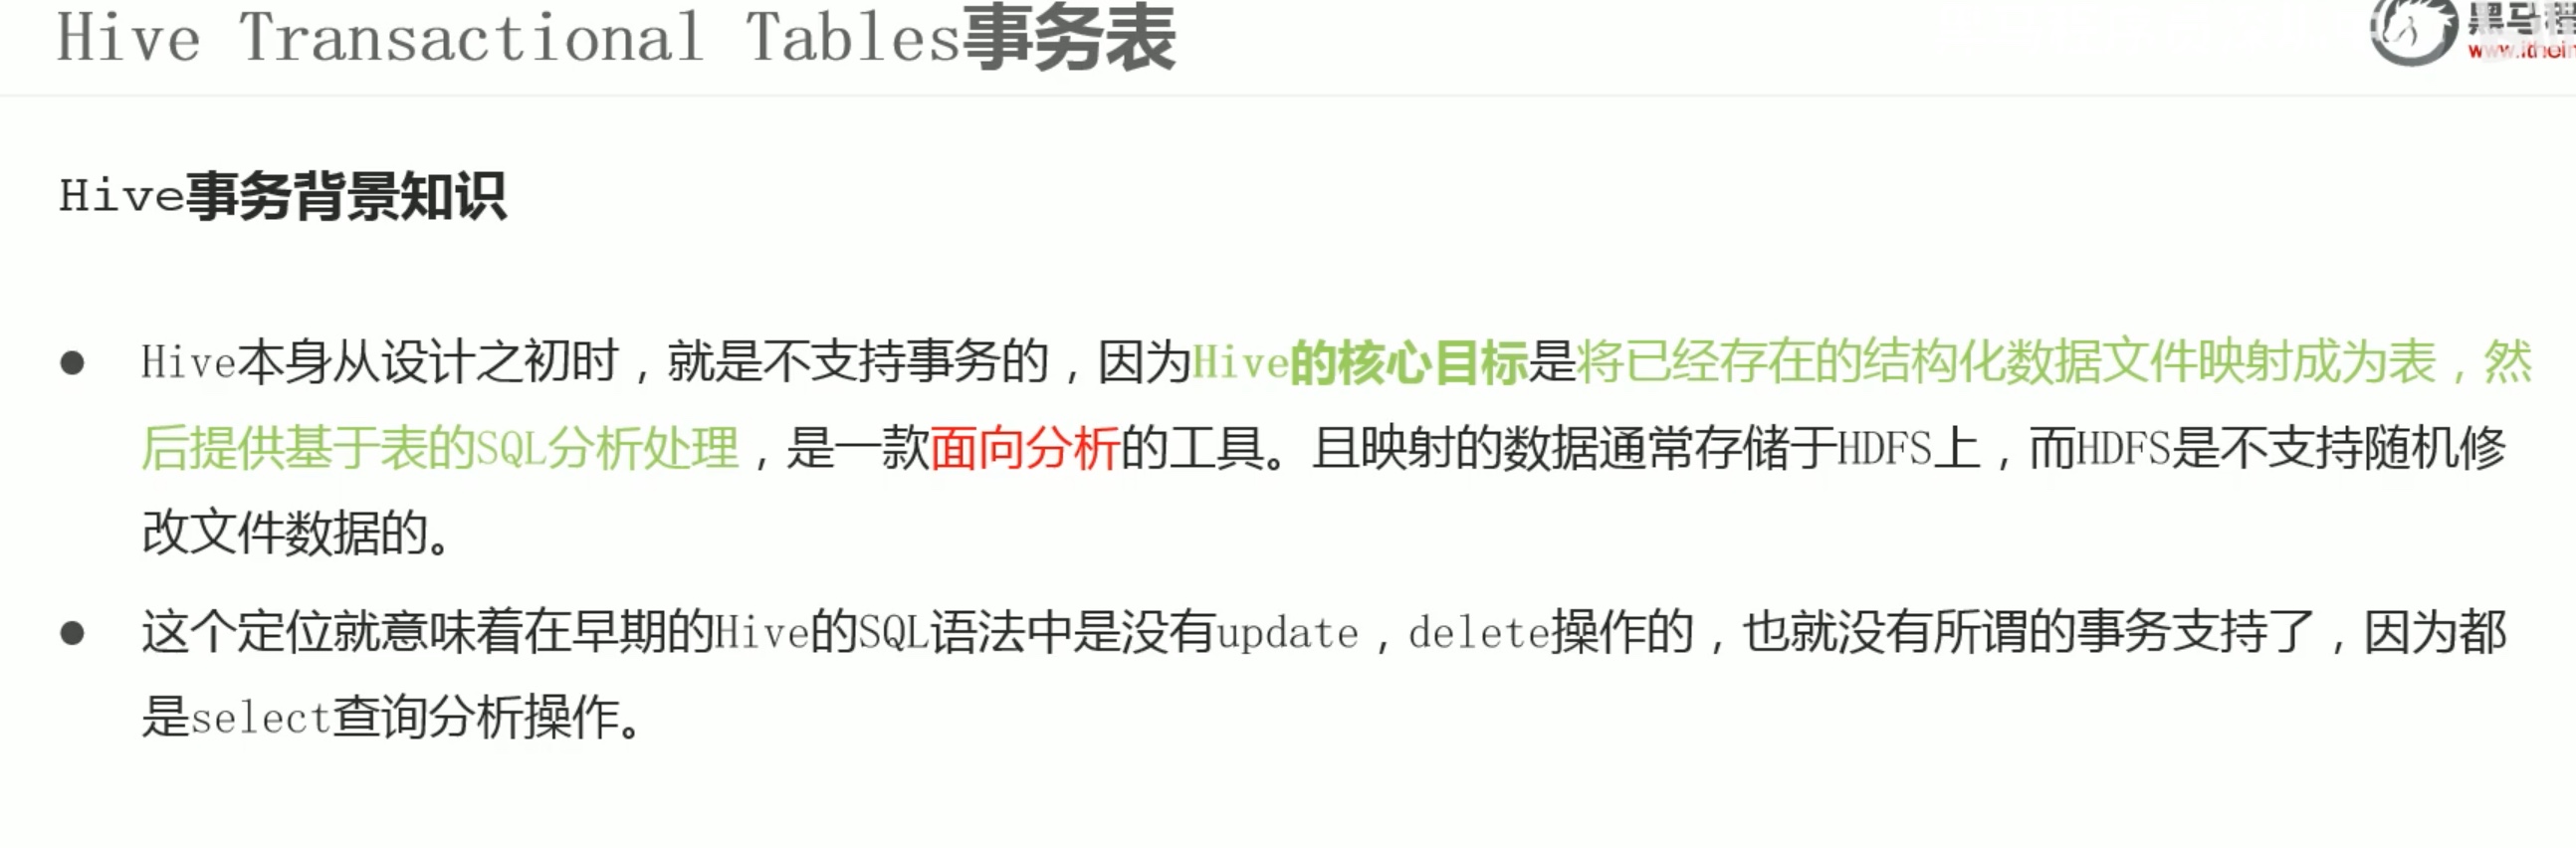 Hive Transactional Tables事务表
黑马程
Hive事务背景知识
● Hive本身从设计之初时，就是不支持事务的，因为Hive的核心目标是将已经存在的结构化数据文件映射成为表，然
后提供基于表的SQL分析处理，是一款面向分析的工具。且映射的数据通常存储于HDFS上，而HDFS是不支持随机修
改文件数据的。
● 这个定位就意味着在早期的Hive的SQL语法中是没有update，delete操作的，也就没有所谓的事务支持了，因为都
是select查询分析操作。